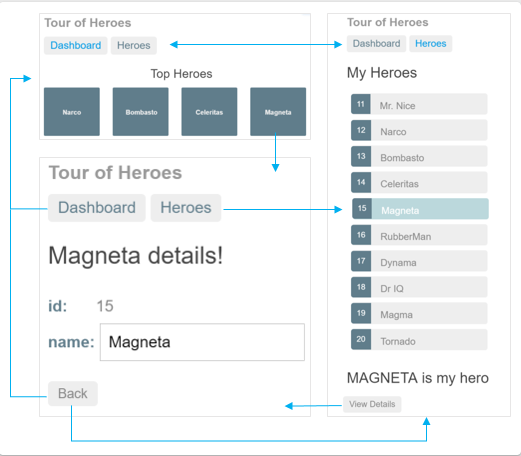 Tour of Heroes
Dashboard Heroes
Top Heroes
Narco Bombasto Celeritas Magneta
Tour of Heroes
Dashboard Heroes
Magneta details!
id: 15
name: Magneta
Back
Tour of Heroes
Dashboard Heroes
My Heroes
11 Mr. Nice
12 Narco
13 Bombasto
14 Celeritas
15 Magneta
16 RubberMan
17 Dynama
18 Dr IQ
19 Magma
20 Tornado
MAGNETA is my hero
View Details